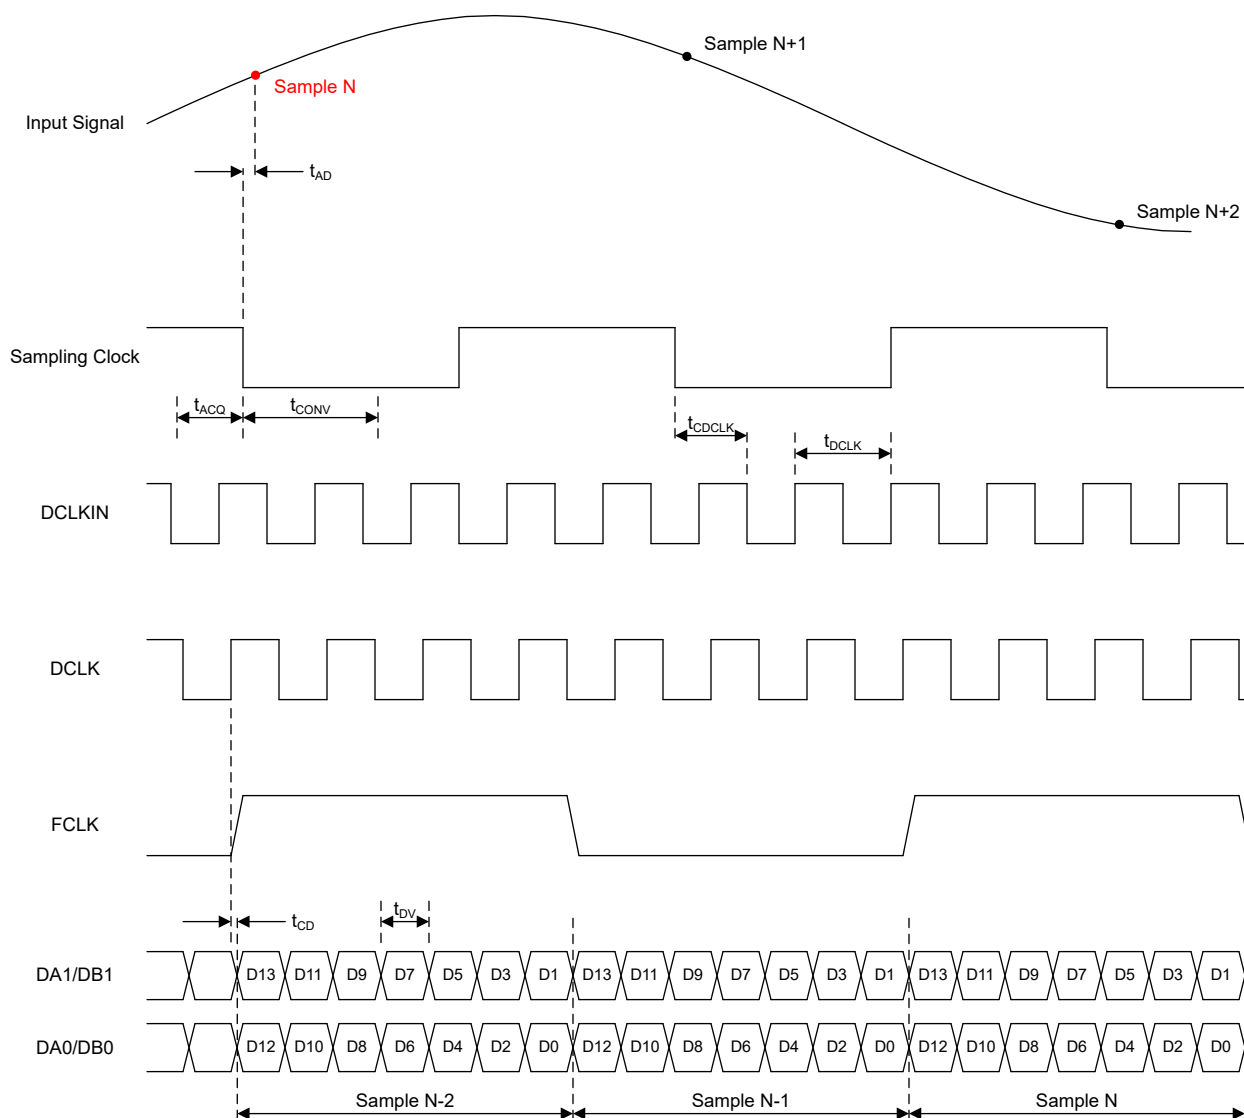 Sample N+1
Sample N
Input Signal
tAD
Sample N+2
Sampling Clock
tACQ
tCONV
tCDCLK
tDCLK
DCLKIN
DCLK
FCLK
tCD
tDV
DA1/DB1 D13 D11 D9 D7 D5 D3 D1 D13 D11 D9 D7 D5 D3 D1 D13 D11 D9 D7 D5 D3 D1
DA0/DB0 D12 D10 D8 D6 D4 D2 D0 D12 D10 D8 D6 D4 D2 D0 D12 D10 D8 D6 D4 D2 D0
Sample N-2 Sample N-1 Sample N